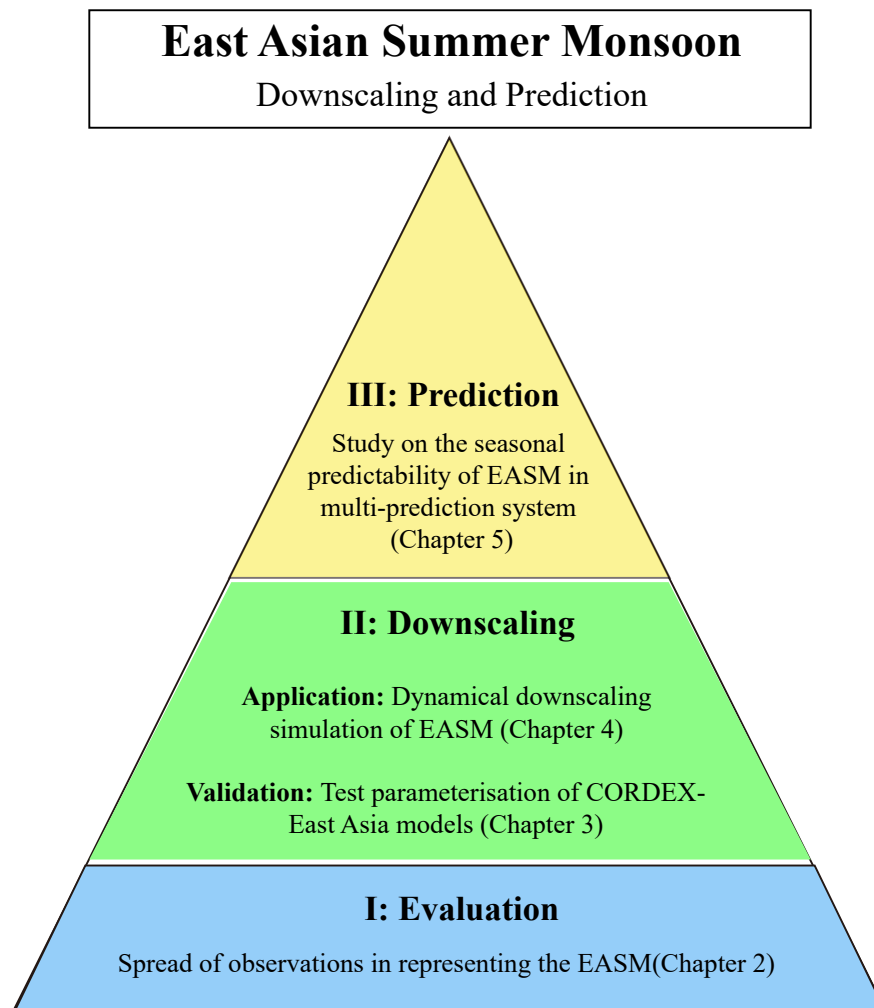 East Asian Summer Monsoon
Downscaling and Prediction
III: Prediction
Study on the seasonal
predictability of EASM in
multi-prediction system
(Chapter 5)
II: Downscaling
Application: Dynamical downscaling
simulation of EASM (Chapter 4)
Validation: Test parameterisation of CORDEX-
East Asia models (Chapter 3)
I: Evaluation
Spread of observations in representing the EASM(Chapter 2)